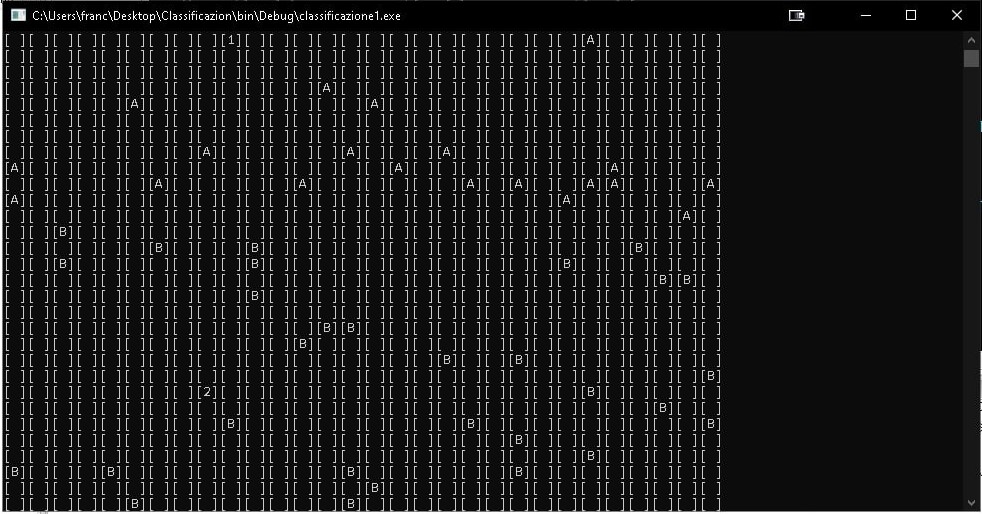 C:\Users\franc\Desktop\Classificazion\bin\Debug\classificazione1.exe
[ ][ ][ ][ ][ ][ ][ ][ ][ ][1][ ][ ][ ][ ][ ][ ][ ][ ][ ][ ][ ][ ][ ][ ][A][ ][ ][ ][ ][ ]
[ ][ ][ ][ ][ ][ ][ ][ ][ ][ ][ ][ ][ ][ ][ ][ ][ ][ ][ ][ ][ ][ ][ ][ ][ ][ ][ ][ ][ ][ ]
[ ][ ][ ][ ][ ][ ][ ][ ][ ][ ][ ][ ][ ][ ][ ][ ][ ][ ][ ][ ][ ][ ][ ][ ][ ][ ][ ][ ][ ][ ]
[ ][ ][ ][ ][ ][ ][ ][ ][ ][ ][ ][ ][ ][A][ ][ ][ ][ ][ ][ ][ ][ ][ ][ ][ ][ ][ ][ ][ ][ ]
[ ][ ][ ][ ][ ][A][ ][ ][ ][ ][ ][ ][ ][ ][ ][A][ ][ ][ ][ ][ ][ ][ ][ ][ ][ ][ ][ ][ ][ ]
[ ][ ][ ][ ][ ][ ][ ][ ][ ][ ][ ][ ][ ][ ][ ][ ][ ][ ][ ][ ][ ][ ][ ][ ][ ][ ][ ][ ][ ][ ]
[ ][ ][ ][ ][ ][ ][ ][ ][ ][ ][ ][ ][ ][ ][ ][ ][ ][ ][ ][ ][ ][ ][ ][ ][ ][ ][ ][ ][ ][ ]
[ ][ ][ ][ ][ ][ ][ ][ ][A][ ][ ][ ][ ][ ][A][ ][ ][ ][A][ ][ ][ ][ ][ ][ ][ ][ ][ ][ ][ ]
[A][ ][ ][ ][ ][ ][ ][ ][ ][ ][ ][ ][ ][ ][ ][ ][A][ ][ ][ ][ ][ ][ ][ ][ ][A][ ][ ][ ][ ]
[ ][ ][ ][ ][ ][ ][A][ ][ ][ ][ ][ ][A][ ][ ][ ][ ][ ][ ][A][ ][A][ ][ ][A][A][ ][ ][ ][A]
[A][ ][ ][ ][ ][ ][ ][ ][ ][ ][ ][ ][ ][ ][ ][ ][ ][ ][ ][ ][ ][ ][ ][A][ ][ ][ ][ ][ ][ ]
[ ][ ][ ][ ][ ][ ][ ][ ][ ][ ][ ][ ][ ][ ][ ][ ][ ][ ][ ][ ][ ][ ][ ][ ][ ][ ][ ][ ][A][ ]
[ ][ ][B][ ][ ][ ][ ][ ][ ][ ][ ][ ][ ][ ][ ][ ][ ][ ][ ][ ][ ][ ][ ][ ][ ][ ][ ][ ][ ][ ]
[ ][ ][ ][ ][ ][ ][B][ ][ ][ ][B][ ][ ][ ][ ][ ][ ][ ][ ][ ][ ][ ][ ][ ][ ][ ][B][ ][ ][ ]
[ ][ ][B][ ][ ][ ][ ][ ][ ][ ][B][ ][ ][ ][ ][ ][ ][ ][ ][ ][ ][ ][ ][B][ ][ ][ ][ ][ ][ ]
[ ][ ][ ][ ][ ][ ][ ][ ][ ][ ][ ][ ][ ][ ][ ][ ][ ][ ][ ][ ][ ][ ][ ][ ][ ][ ][ ][B][B][ ]
[ ][ ][ ][ ][ ][ ][ ][ ][ ][ ][B][ ][ ][ ][ ][ ][ ][ ][ ][ ][ ][ ][ ][ ][ ][ ][ ][ ][ ][ ]
[ ][ ][ ][ ][ ][ ][ ][ ][ ][ ][ ][ ][ ][ ][ ][ ][ ][ ][ ][ ][ ][ ][ ][ ][ ][ ][ ][ ][ ][ ]
[ ][ ][ ][ ][ ][ ][ ][ ][ ][ ][ ][ ][ ][B][B][ ][ ][ ][ ][ ][ ][ ][ ][ ][ ][ ][ ][ ][ ][ ]
[ ][ ][ ][ ][ ][ ][ ][ ][ ][ ][ ][ ][B][ ][ ][ ][ ][ ][ ][ ][ ][ ][ ][ ][ ][ ][ ][ ][ ][ ]
[ ][ ][ ][ ][ ][ ][ ][ ][ ][ ][ ][ ][ ][ ][ ][ ][ ][ ][B][ ][ ][B][ ][ ][ ][ ][ ][ ][ ][ ]
[ ][ ][ ][ ][ ][ ][ ][ ][ ][ ][ ][ ][ ][ ][ ][ ][ ][ ][ ][ ][ ][ ][ ][ ][ ][ ][ ][ ][ ][B]
[ ][ ][ ][ ][ ][ ][ ][ ][2][ ][ ][ ][ ][ ][ ][ ][ ][ ][ ][ ][ ][ ][ ][ ][B][ ][ ][ ][ ][ ]
[ ][ ][ ][ ][ ][ ][ ][ ][ ][ ][ ][ ][ ][ ][ ][ ][ ][ ][ ][ ][ ][ ][ ][ ][ ][ ][ ][B][ ][ ]
[ ][ ][ ][ ][ ][ ][ ][ ][ ][B][ ][ ][ ][ ][ ][ ][ ][ ][ ][B][ ][ ][ ][ ][ ][ ][ ][ ][ ][B]
[ ][ ][ ][ ][ ][ ][ ][ ][ ][ ][ ][ ][ ][ ][ ][ ][ ][ ][ ][ ][ ][B][ ][ ][ ][ ][ ][ ][ ][ ]
[ ][ ][ ][ ][ ][ ][ ][ ][ ][ ][ ][ ][ ][ ][ ][ ][ ][ ][ ][ ][ ][ ][ ][ ][B][ ][ ][ ][ ][ ]
[B][ ][ ][ ][B][ ][ ][ ][ ][ ][ ][ ][ ][ ][B][ ][ ][ ][ ][ ][ ][B][ ][ ][ ][ ][ ][ ][ ][ ]
[ ][ ][ ][ ][ ][ ][ ][ ][ ][ ][ ][ ][ ][ ][ ][B][ ][ ][ ][ ][ ][ ][ ][ ][ ][ ][ ][ ][ ][ ]
[ ][ ][ ][ ][ ][B][ ][ ][ ][ ][ ][ ][ ][ ][B][ ][ ][ ][ ][ ][ ][ ][ ][ ][ ][ ][ ][ ][ ][ ]